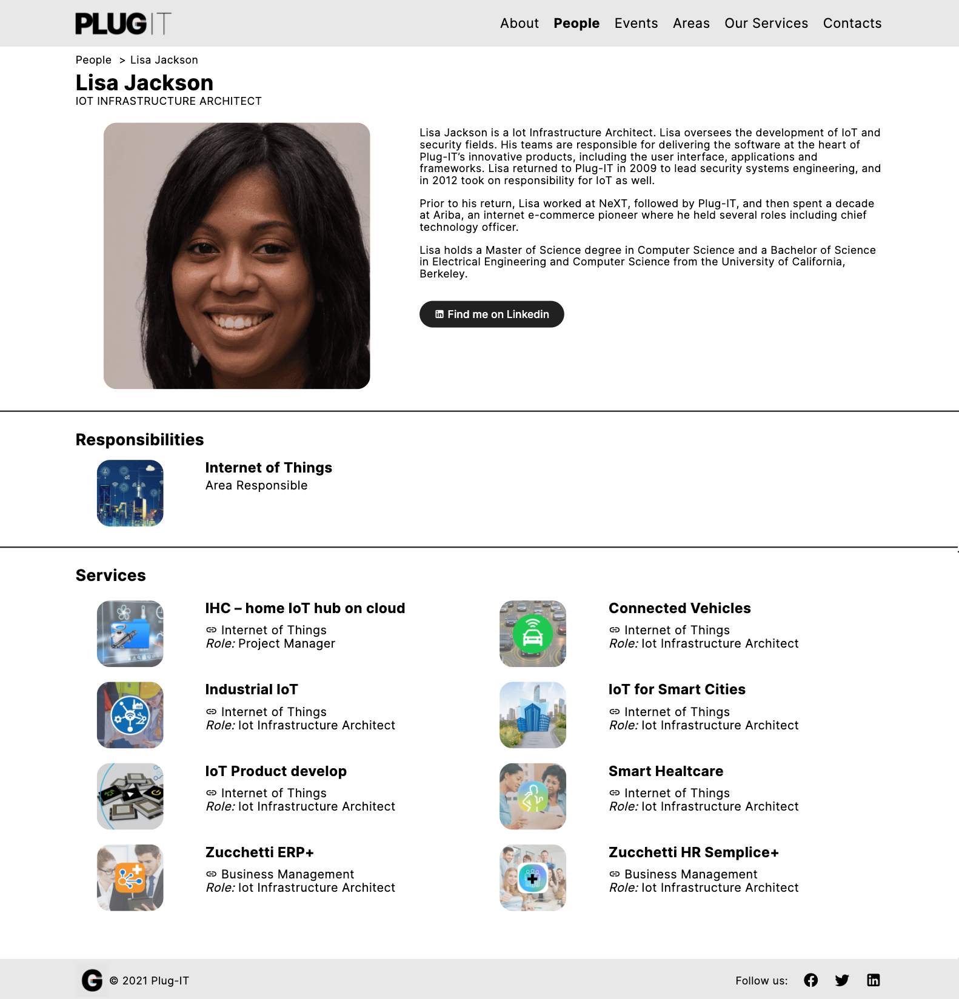 PLUGIT
About People Events Areas Our Services Contacts
People > Lisa Jackson
Lisa Jackson
IOT INFRASTRUCTURE ARCHITECT
Lisa Jackson is a Iot Infrastructure Architect. Lisa oversees the development of IoT and
security fields. His teams are responsible for delivering the software at the heart of
Plug-IT’s innovative products, including the user interface, applications and
frameworks. Lisa returned to Plug-IT in 2009 to lead security systems engineering, and
in 2012 took on responsibility for IoT as well.
Prior to his return, Lisa worked at NeXT, followed by Plug-IT, and then spent a decade
at Ariba, an internet e-commerce pioneer where he held several roles including chief
technology officer.
Lisa holds a Master of Science degree in Computer Science and a Bachelor of Science
in Electrical Engineering and Computer Science from the University of California,
Berkeley.
Find me on Linkedin
Responsibilities
Internet of Things
Area Responsible
Services
IHC – home IoT hub on cloud
Internet of Things
Role: Project Manager
Connected Vehicles
Internet of Things
Role: Iot Infrastructure Architect
Industrial IoT
Internet of Things
Role: Iot Infrastructure Architect
IoT for Smart Cities
Internet of Things
Role: Iot Infrastructure Architect
IoT Product develop
Internet of Things
Role: Iot Infrastructure Architect
Smart Healtcare
Internet of Things
Role: Iot Infrastructure Architect
Zucchetti ERP+
Business Management
Role: Iot Infrastructure Architect
Zucchetti HR Semplice+
Business Management
Role: Iot Infrastructure Architect
G © 2021 Plug-IT
Follow us: